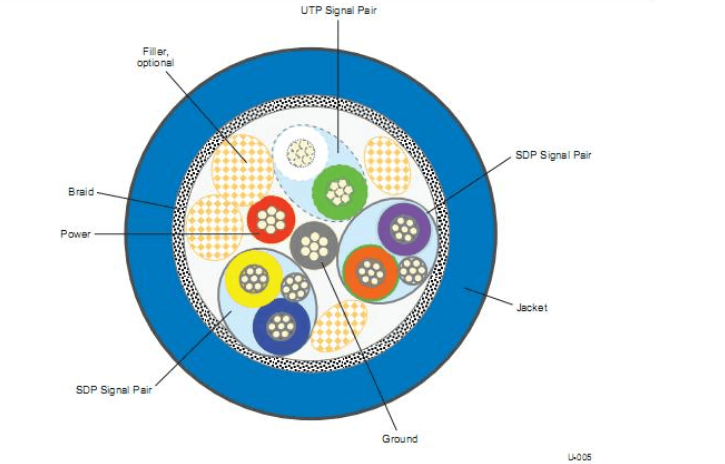 UTP Signal Pair
Filler,
optional
SDP Signal Pair
Braid
Power
Jacket
SDP Signal Pair
Ground
U-005